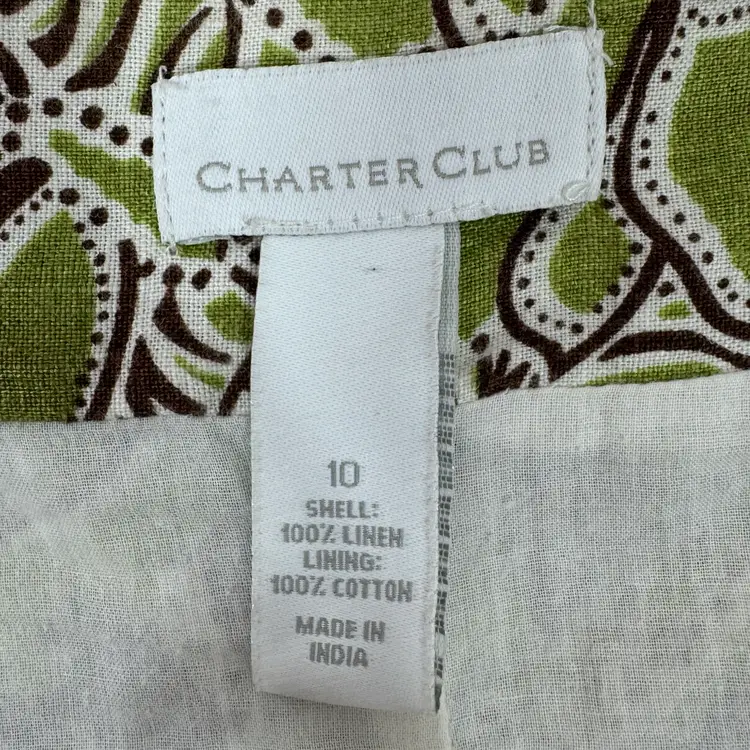 CHARTER CLUB
10
SHELL:
100% LINEN
LINING:
100% COTTON
MADE IN
INDIA